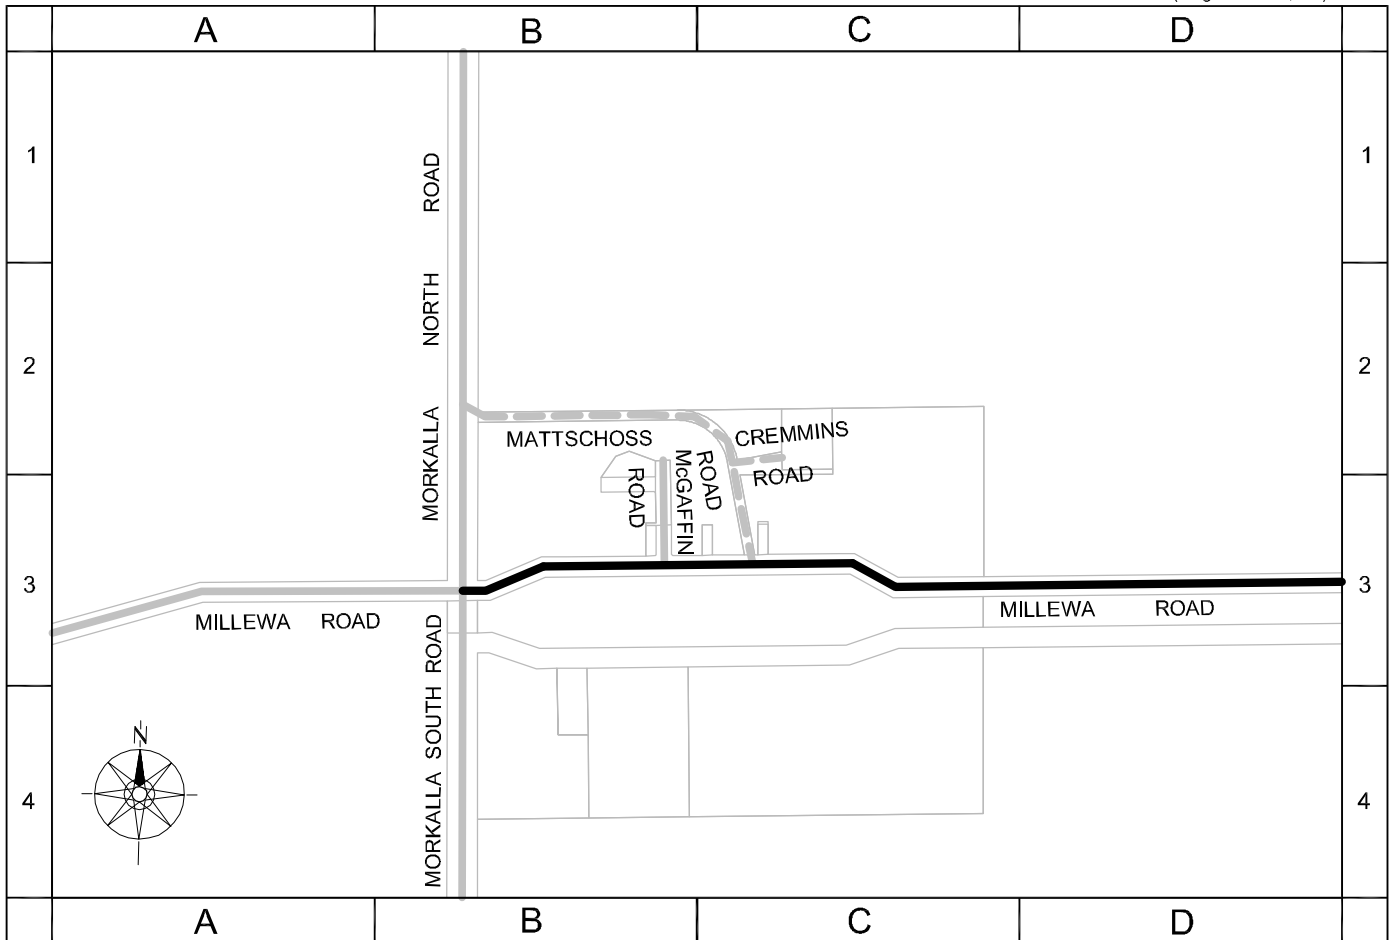 A B C D
1 1
MORKALLA NORTH ROAD
2 2
MATTSCHOSS ROAD
CREMMINS ROAD
McGAFFIN ROAD
3 3
MILLEWA ROAD
MILLEWA ROAD
MORKALLA SOUTH ROAD
N
4 4
A B C D